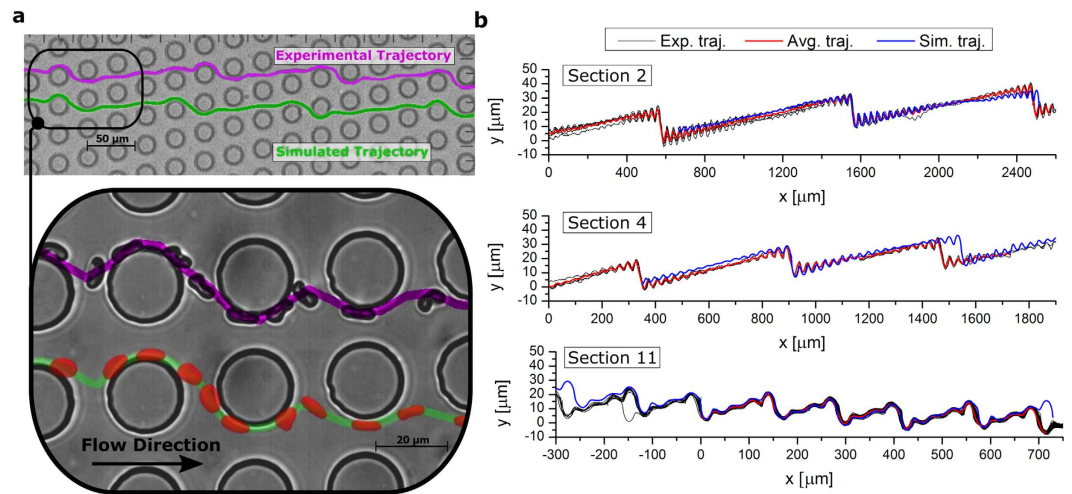 a
Experimental Trajectory
50 µm
Simulated Trajectory
Flow Direction
20 µm
b
Exp. traj. Avg. traj. Sim. traj.
Section 2
50
40
30
20
10
0
-10
y [µm]
0 400 800 1200 1600 2000 2400
x [µm]
Section 4
50
40
30
20
10
0
-10
y [µm]
0 200 400 600 800 1000 1200 1400 1600 1800
x [µm]
Section 11
50
40
30
20
10
0
-10
y [µm]
-300 -200 -100 0 100 200 300 400 500 600 700
x [µm]